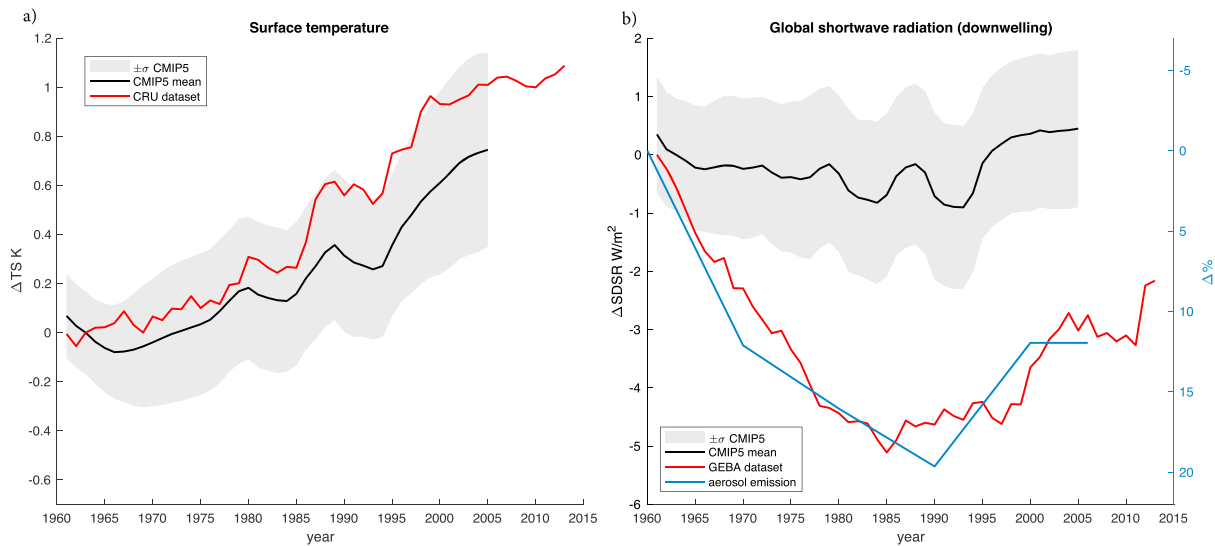 a)
Surface temperature
1.2
1
0.8
0.6
0.4
0.2
0
-0.2
-0.4
-0.6
ΔTS K
±σ CMIP5
CMIP5 mean
CRU dataset
1960 1965 1970 1975 1980 1985 1990 1995 2000 2005 2010 2015
year
b)
Global shortwave radiation (downwelling)
2
1
0
-1
-2
-3
-4
-5
-6
ΔSDSR W/m²
±σ CMIP5
CMIP5 mean
GEBA dataset
aerosol emission
1960 1965 1970 1975 1980 1985 1990 1995 2000 2005 2010 2015
year
-5
0
5
10
15
20
Δ%